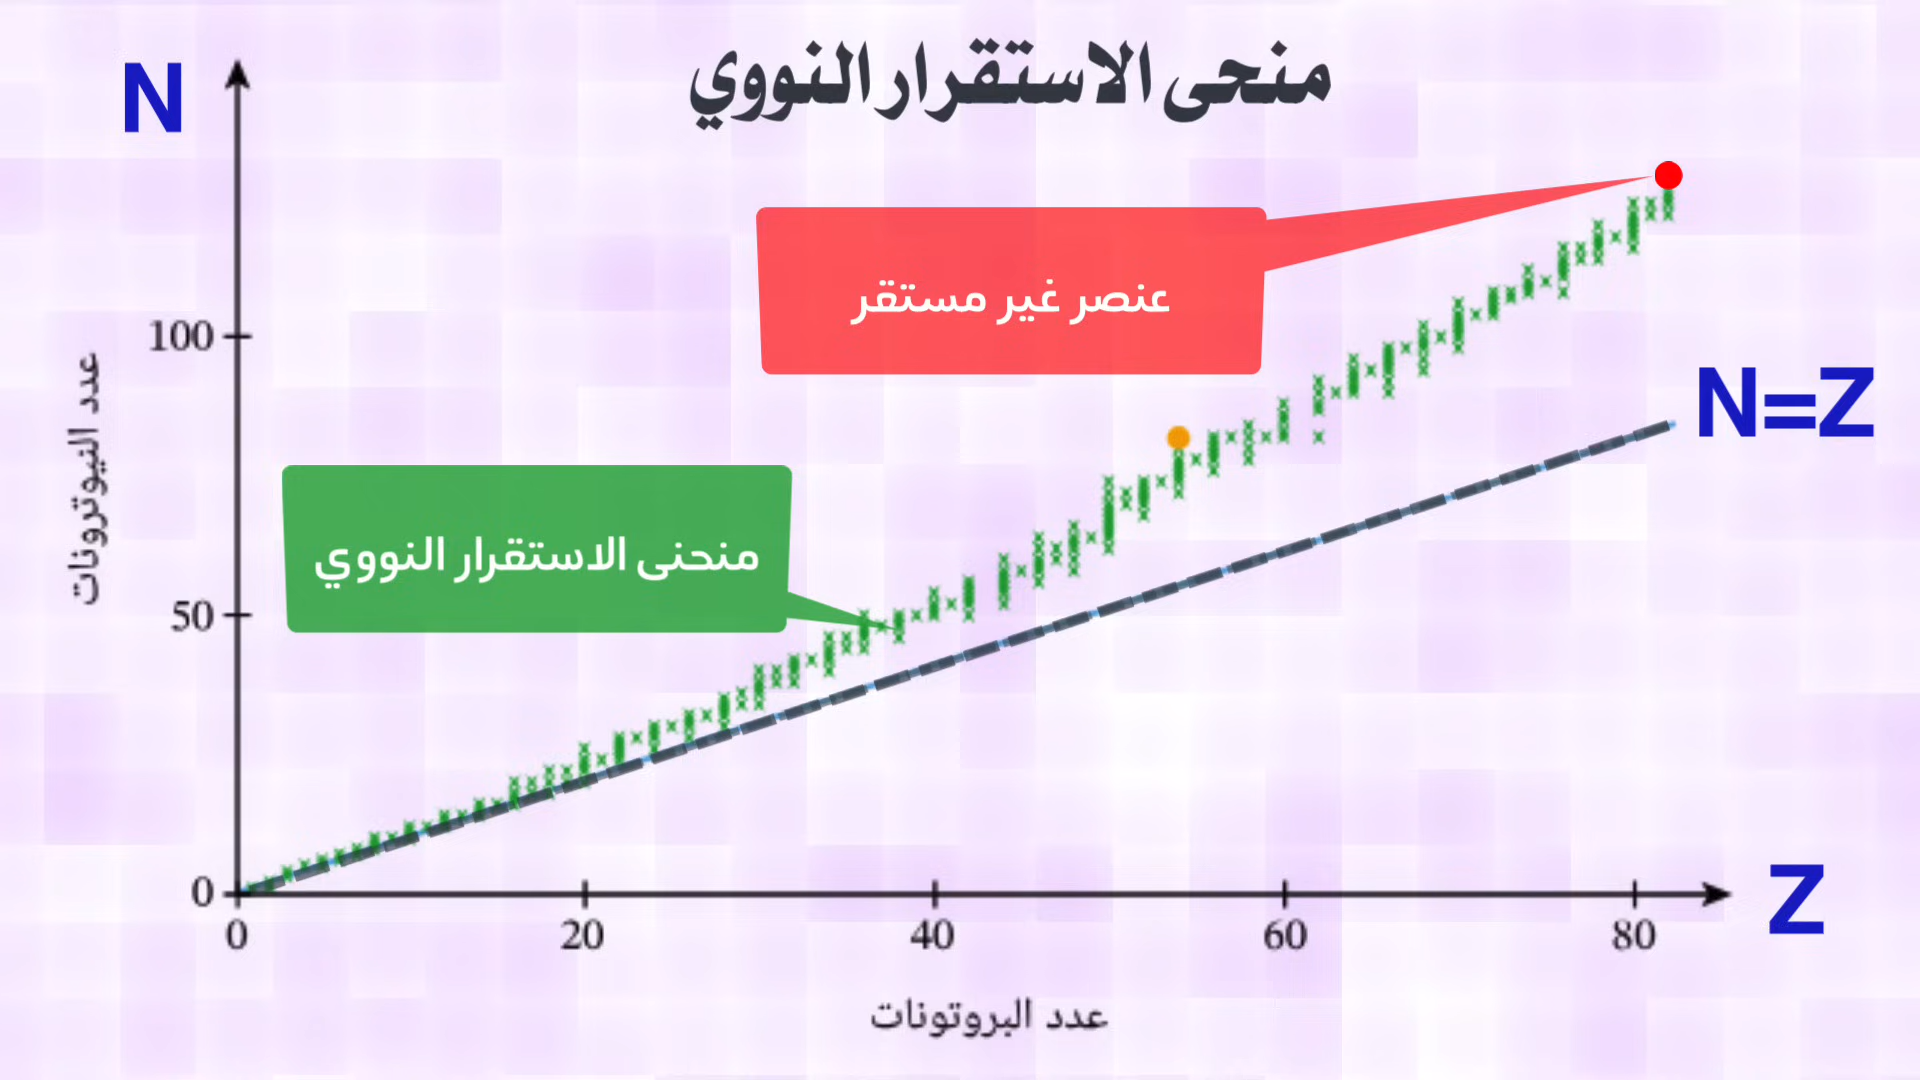 منحى الاستقرار النووي
N
عنصر غير مستقر
100
N=Z
عدد النيوترونات
منحنى الاستقرار النووي
50
0
Z
0 20 40 60 80
عدد البروتونات